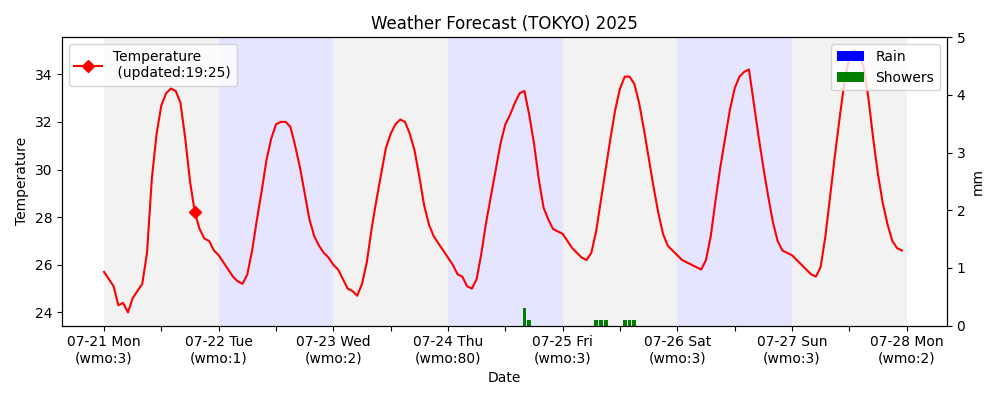 Weather Forecast (TOKYO) 2025
Temperature
(updated:19:25)
Rain
Showers
Temperature
34
32
30
28
26
24
5
4
3
2
1
0
mm
07-21 Mon
(wmo:3)
07-22 Tue
(wmo:1)
07-23 Wed
(wmo:2)
07-24 Thu
(wmo:80)
07-25 Fri
(wmo:3)
07-26 Sat
(wmo:3)
07-27 Sun
(wmo:3)
07-28 Mon
(wmo:2)
Date